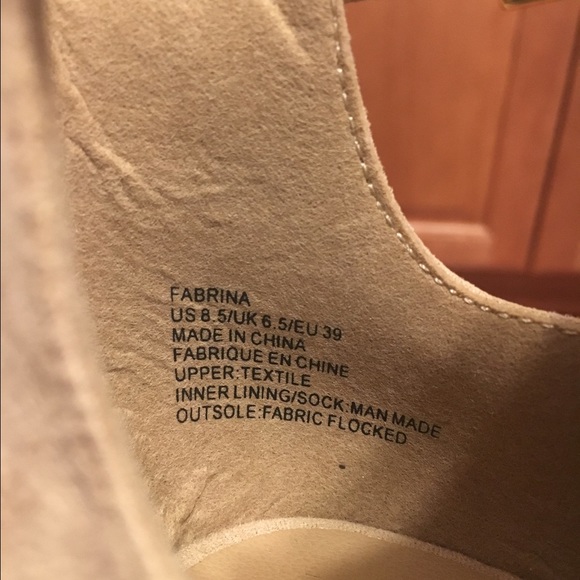 FABRINA
US 8.5/UK 6.5/EU 39
MADE IN CHINA
FABRIQUE EN CHINE
UPPER:TEXTILE
INNER LINING/SOCK:MAN MADE
OUTSOLE:FABRIC FLOCKED